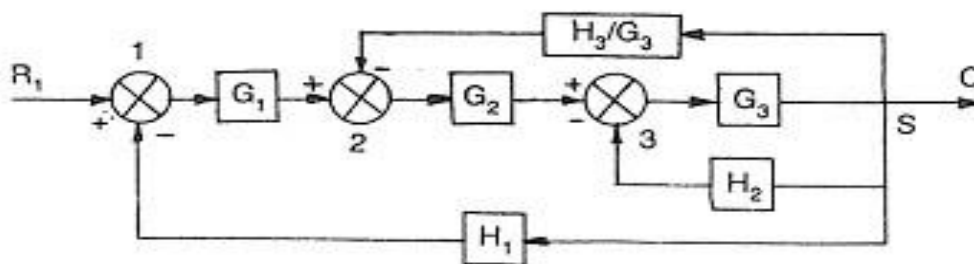 H₃/G₃
1
R₁
+
−
G₁
+
−
2
G₂
+
−
3
G₃
C
S
H₂
H₁